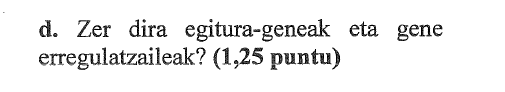 d. Zer dira egitura-geneak eta gene
erregulatzaileak? (1,25 puntu)